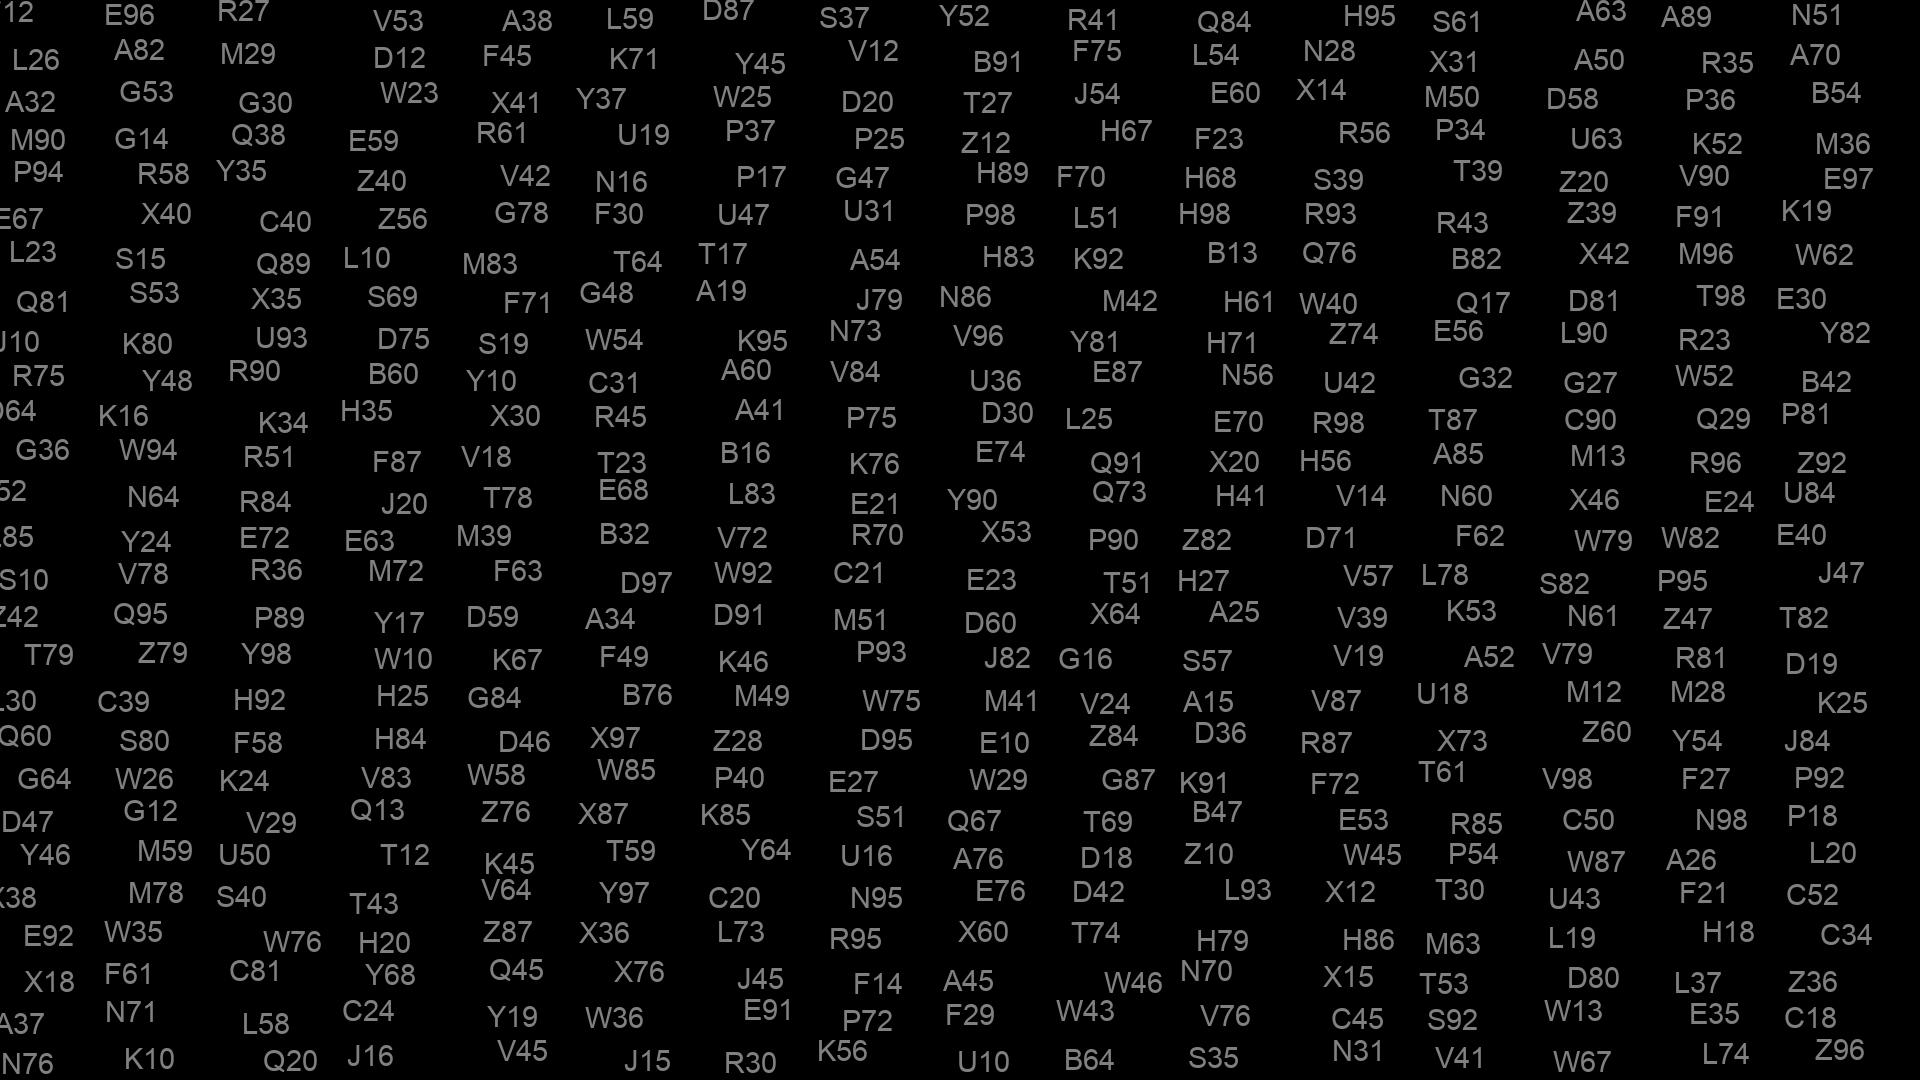 12 E96 R27 V53 A38 L59 D87 S37 Y52 R41 Q84 H95 S61 A63 A89 N51
L26 A82 M29 D12 F45 K71 Y45 V12 B91 F75 L54 N28 X31 A50 R35 A70
A32 G53 G30 W23 X41 Y37 W25 D20 T27 J54 E60 X14 M50 D58 P36 B54
M90 G14 Q38 E59 R61 U19 P37 P25 Z12 H67 F23 R56 P34 U63 K52 M36
P94 R58 Y35 Z40 V42 N16 P17 G47 H89 F70 H68 S39 T39 Z20 V90 E97
E67 X40 C40 Z56 G78 F30 U47 U31 P98 L51 H98 R93 R43 Z39 F91 K19
L23 S15 Q89 L10 M83 T64 T17 A54 H83 K92 B13 Q76 B82 X42 M96 W62
Q81 S53 X35 S69 F71 G48 A19 J79 N86 M42 H61 W40 Q17 D81 T98 E30
J10 K80 U93 D75 S19 W54 K95 N73 V96 Y81 H71 Z74 E56 L90 R23 Y82
R75 Y48 R90 B60 Y10 C31 A60 V84 U36 E87 N56 U42 G32 G27 W52 B42
64 K16 K34 H35 X30 R45 A41 P75 D30 L25 E70 R98 T87 C90 Q29 P81
G36 W94 R51 F87 V18 T23 B16 K76 E74 Q91 X20 H56 A85 M13 R96 Z92
52 N64 R84 J20 T78 E68 L83 E21 Y90 Q73 H41 V14 N60 X46 E24 U84
85 Y24 E72 E63 M39 B32 V72 R70 X53 P90 Z82 D71 F62 W79 W82 E40
S10 V78 R36 M72 F63 D97 W92 C21 E23 T51 H27 V57 L78 S82 P95 J47
Z42 Q95 P89 Y17 D59 A34 D91 M51 D60 X64 A25 V39 K53 N61 Z47 T82
T79 Z79 Y98 W10 K67 F49 K46 P93 J82 G16 S57 V19 A52 V79 R81 D19
30 C39 H92 H25 G84 B76 M49 W75 M41 V24 A15 V87 U18 M12 M28 K25
Q60 S80 F58 H84 D46 X97 Z28 D95 E10 Z84 D36 R87 X73 Z60 Y54 J84
G64 W26 K24 V83 W58 W85 P40 E27 W29 G87 K91 F72 T61 V98 F27 P92
D47 G12 V29 Q13 Z76 X87 K85 S51 Q67 T69 B47 E53 R85 C50 N98 P18
Y46 M59 U50 T12 K45 T59 Y64 U16 A76 D18 Z10 W45 P54 W87 A26 L20
38 M78 S40 T43 V64 Y97 C20 N95 E76 D42 L93 X12 T30 U43 F21 C52
E92 W35 W76 H20 Z87 X36 L73 R95 X60 T74 H79 H86 M63 L19 H18 C34
X18 F61 C81 Y68 Q45 X76 J45 F14 A45 W46 N70 X15 T53 D80 L37 Z36
A37 N71 L58 C24 Y19 W36 E91 P72 F29 W43 V76 C45 S92 W13 E35 C18
N76 K10 Q20 J16 V45 J15 R30 K56 U10 B64 S35 N31 V41 W67 L74 Z96